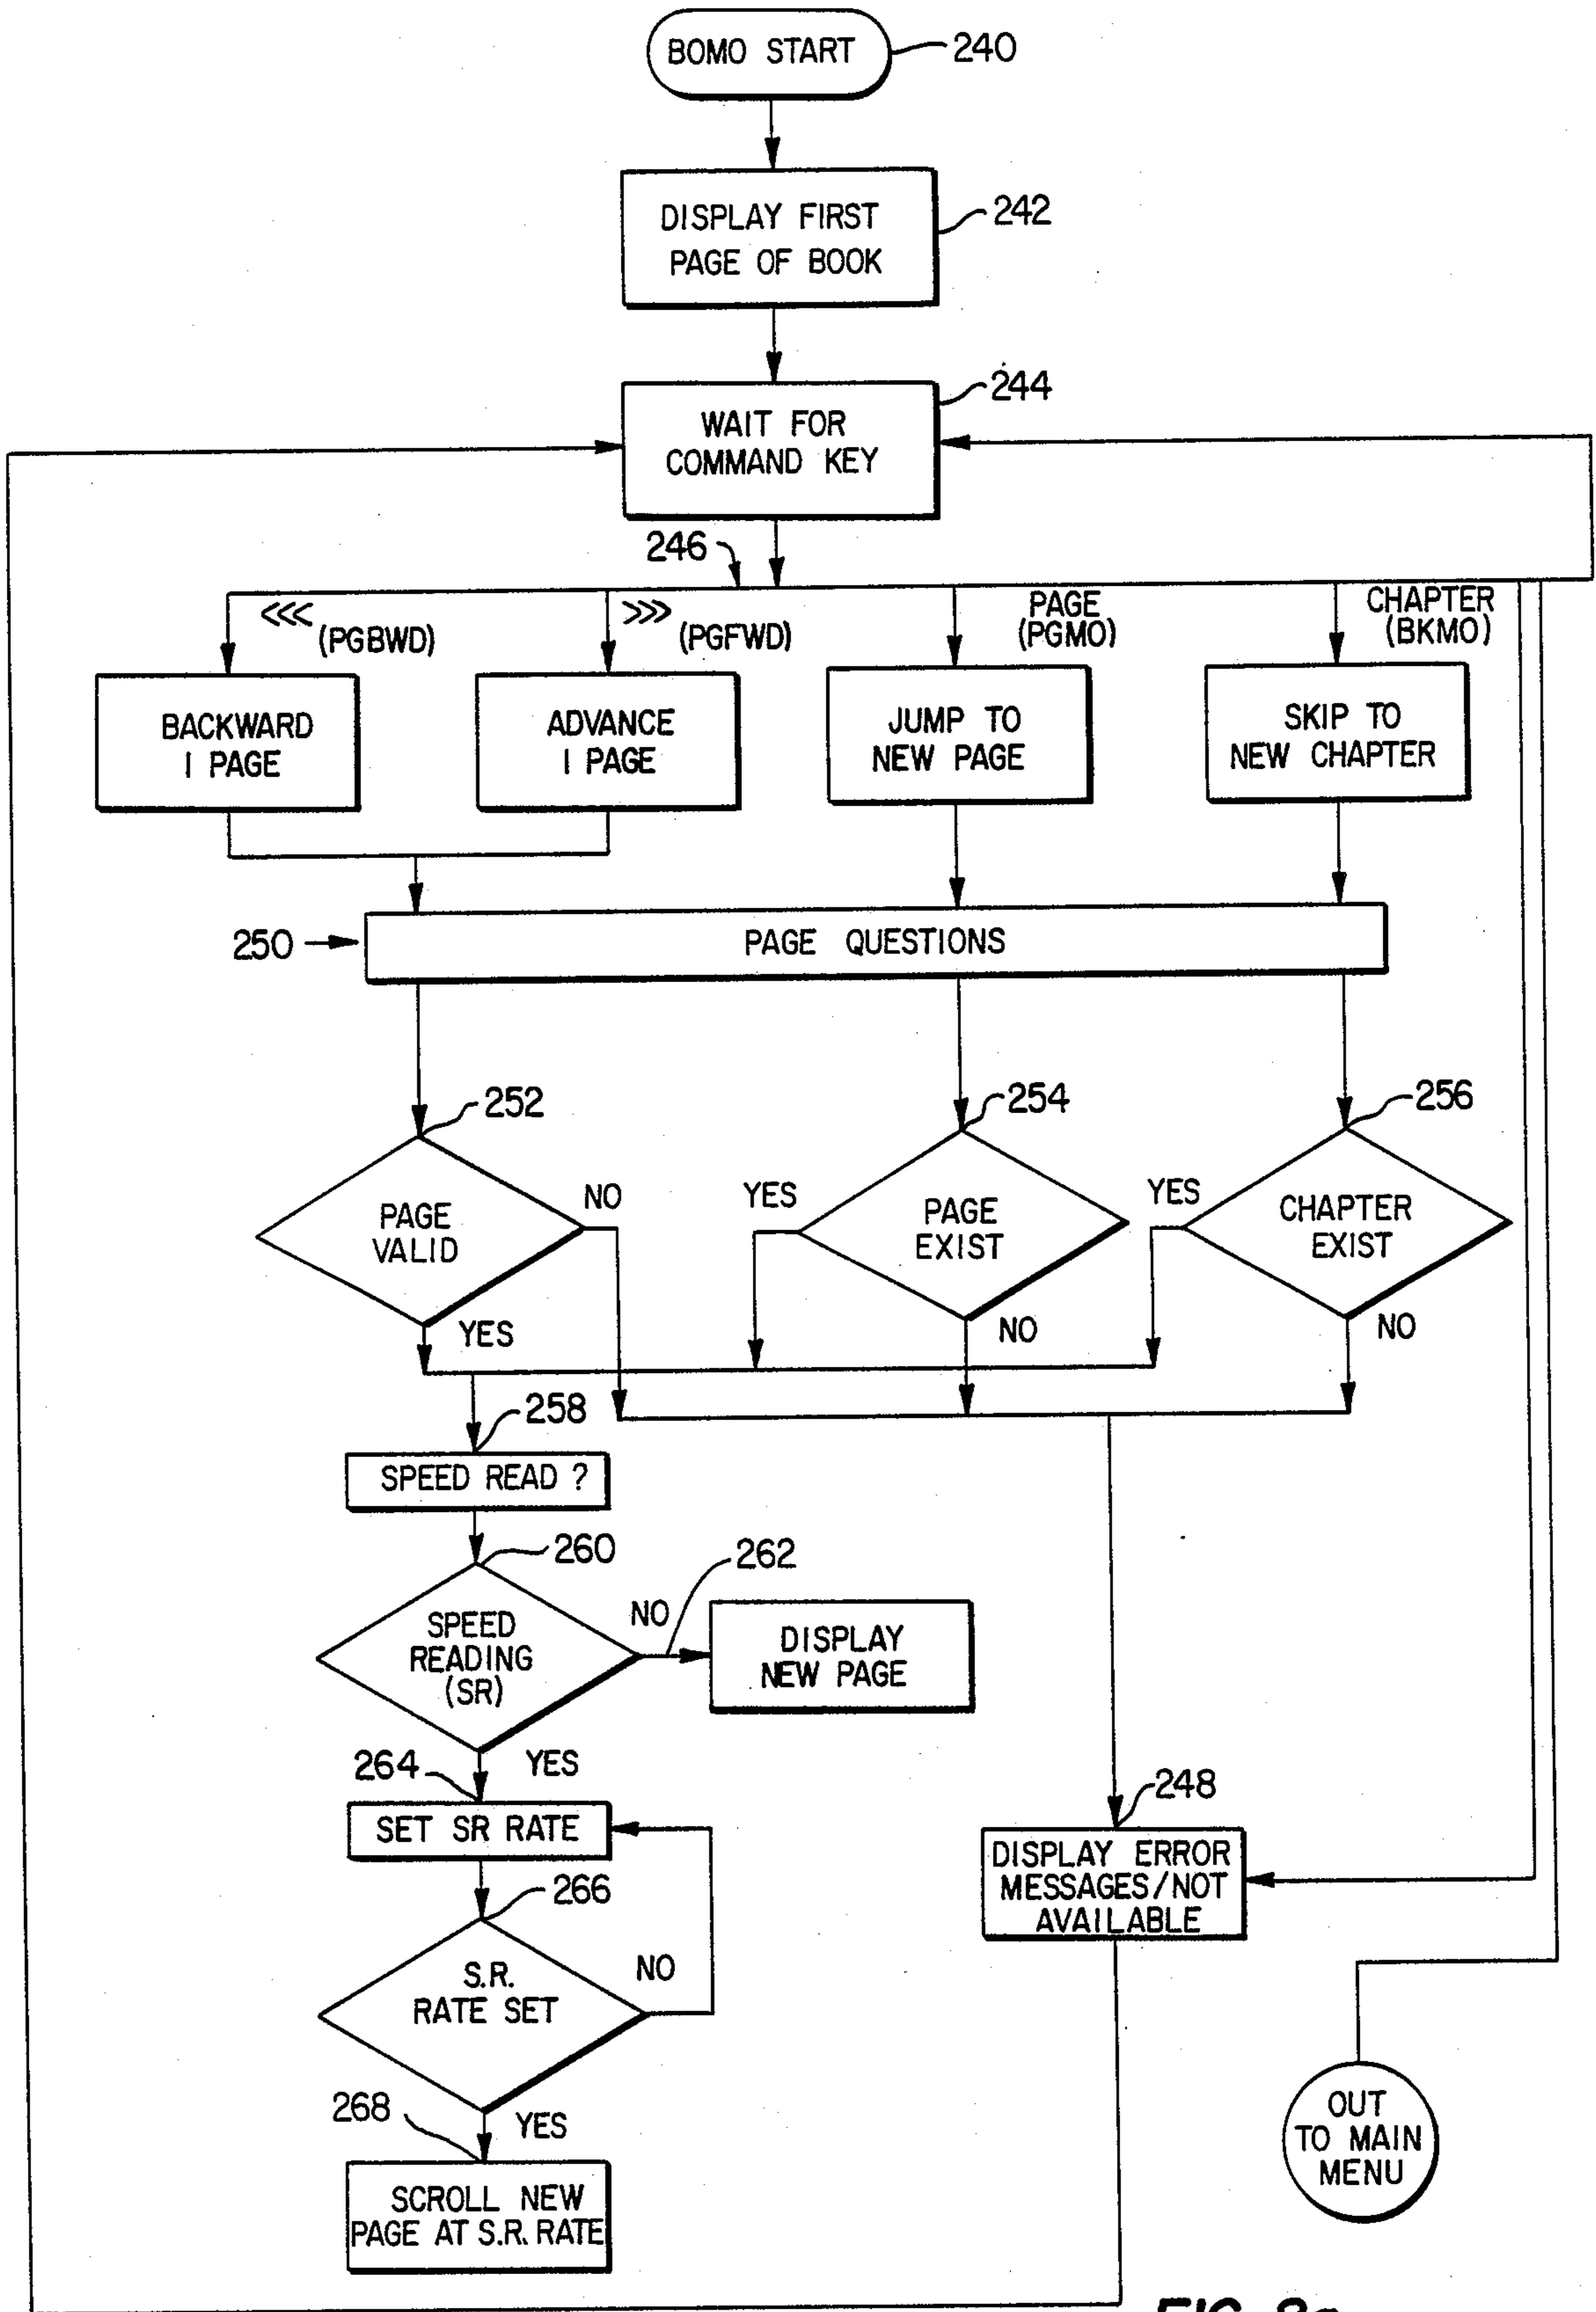 BOMO START
240
DISPLAY FIRST
PAGE OF BOOK
242
WAIT FOR
COMMAND KEY
244
246
<<<
(PGBWD)
>>>
(PGFWD)
PAGE
(PGMO)
CHAPTER
(BKMO)
BACKWARD
1 PAGE
ADVANCE
1 PAGE
JUMP TO
NEW PAGE
SKIP TO
NEW CHAPTER
250
PAGE QUESTIONS
252
254
256
PAGE
VALID
NO
YES
PAGE
EXIST
YES
NO
CHAPTER
EXIST
YES
NO
258
SPEED READ ?
260
SPEED
READING
(SR)
NO
262
DISPLAY
NEW PAGE
YES
264
SET SR RATE
248
DISPLAY ERROR
MESSAGES/NOT
AVAILABLE
266
S.R.
RATE SET
NO
YES
268
SCROLL NEW
PAGE AT S.R. RATE
OUT
TO MAIN
MENU